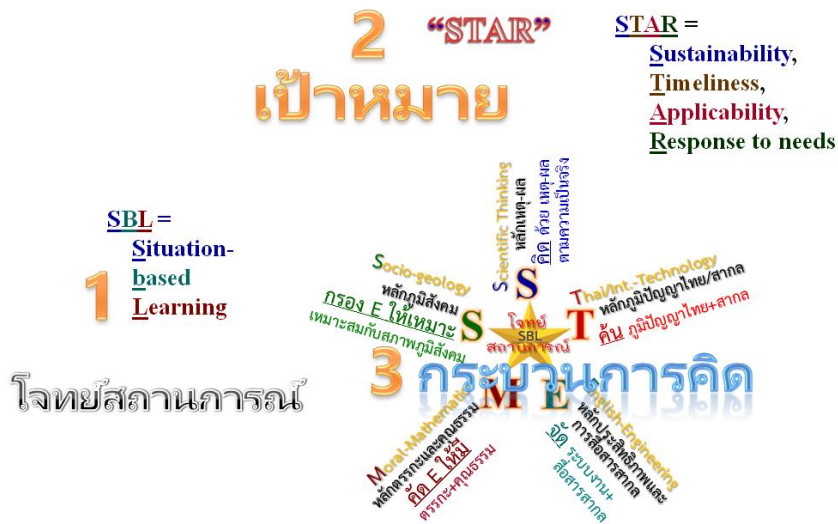 2 “STAR”
เป้าหมาย
STAR =
Sustainability,
Timeliness,
Applicability,
Response to needs
1
SBL =
Situation-
based
Learning
โจทย์สถานการณ์
3 กระบวนการคิด
โจทย์
SBL
สถานการณ์
S
Scientific Thinking
หลักเหตุ-ผล
คิด ด้วย เหตุ-ผล
ตามความเป็นจริง
T
Thai/Int.-Technology
หลักภูมิปัญญาไทย/สากล
ค้น ภูมิปัญญาไทย+สากล
E
English-Engineering
หลักประสิทธิภาพและ
การสื่อสารสากล
จัด ระบบงาน+
สื่อสารสากล
M
Moral-Mathematic
หลักตรรกะและคุณธรรม
คัด E ให้มี
ตรรกะ+คุณธรรม
S
Socio-geology
หลักภูมิสังคม
กรอง E ให้เหมาะ
เหมาะสมกับสภาพภูมิสังคม